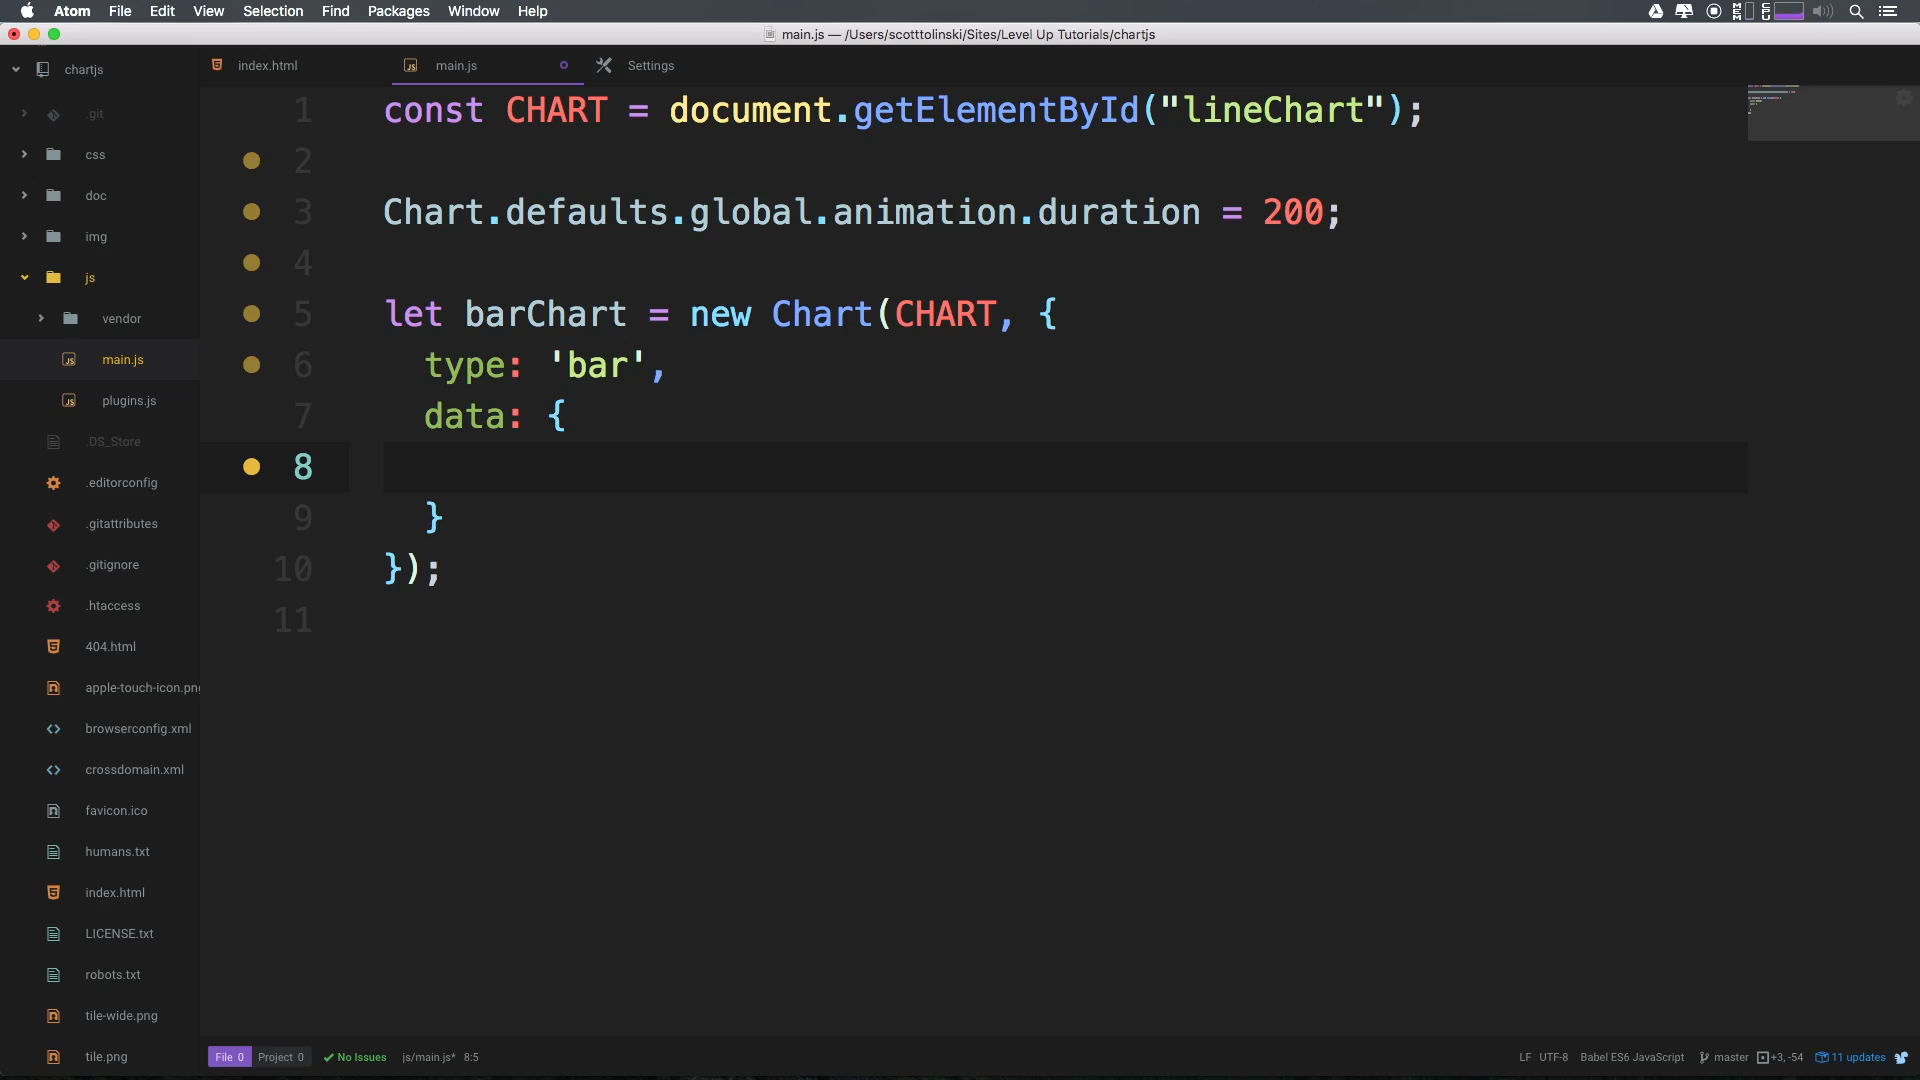 Atom File Edit View Selection Find Packages Window Help
MEM CPU
main.js — /Users/scotttolinski/Sites/Level Up Tutorials/chartjs
chartjs
index.html
main.js
Settings
.git
css
doc
img
js
vendor
main.js
plugins.js
.DS_Store
.editorconfig
.gitattributes
.gitignore
.htaccess
404.html
apple-touch-icon.png
browserconfig.xml
crossdomain.xml
favicon.ico
humans.txt
index.html
LICENSE.txt
robots.txt
tile-wide.png
tile.png
1 const CHART = document.getElementById("lineChart");
2
3 Chart.defaults.global.animation.duration = 200;
4
5 let barChart = new Chart(CHART, {
6 type: 'bar',
7 data: {
8
9 }
10 });
11
File 0 Project 0 No Issues js/main.js* 8:5 LF UTF-8 Babel ES6 JavaScript master +3, -54 11 updates